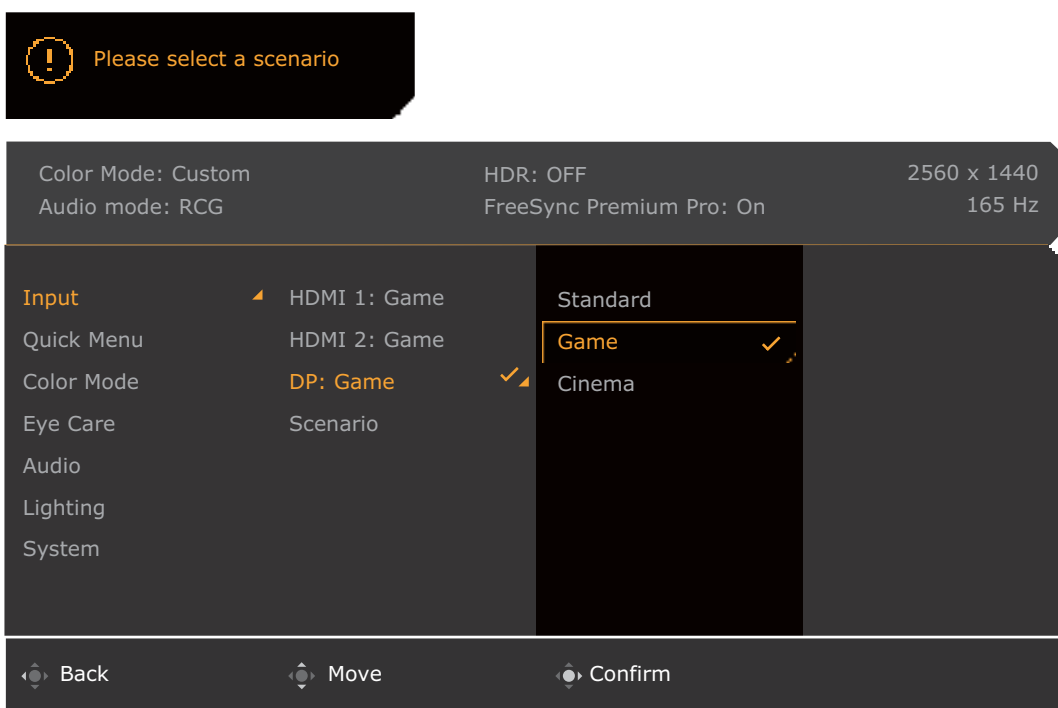 Please select a scenario
Color Mode: Custom
HDR: OFF
2560 x 1440
Audio mode: RCG
FreeSync Premium Pro: On
165 Hz
Input
HDMI 1: Game
Standard
Quick Menu
HDMI 2: Game
Game
Color Mode
DP: Game
Cinema
Eye Care
Scenario
Audio
Lighting
System
Back
Move
Confirm